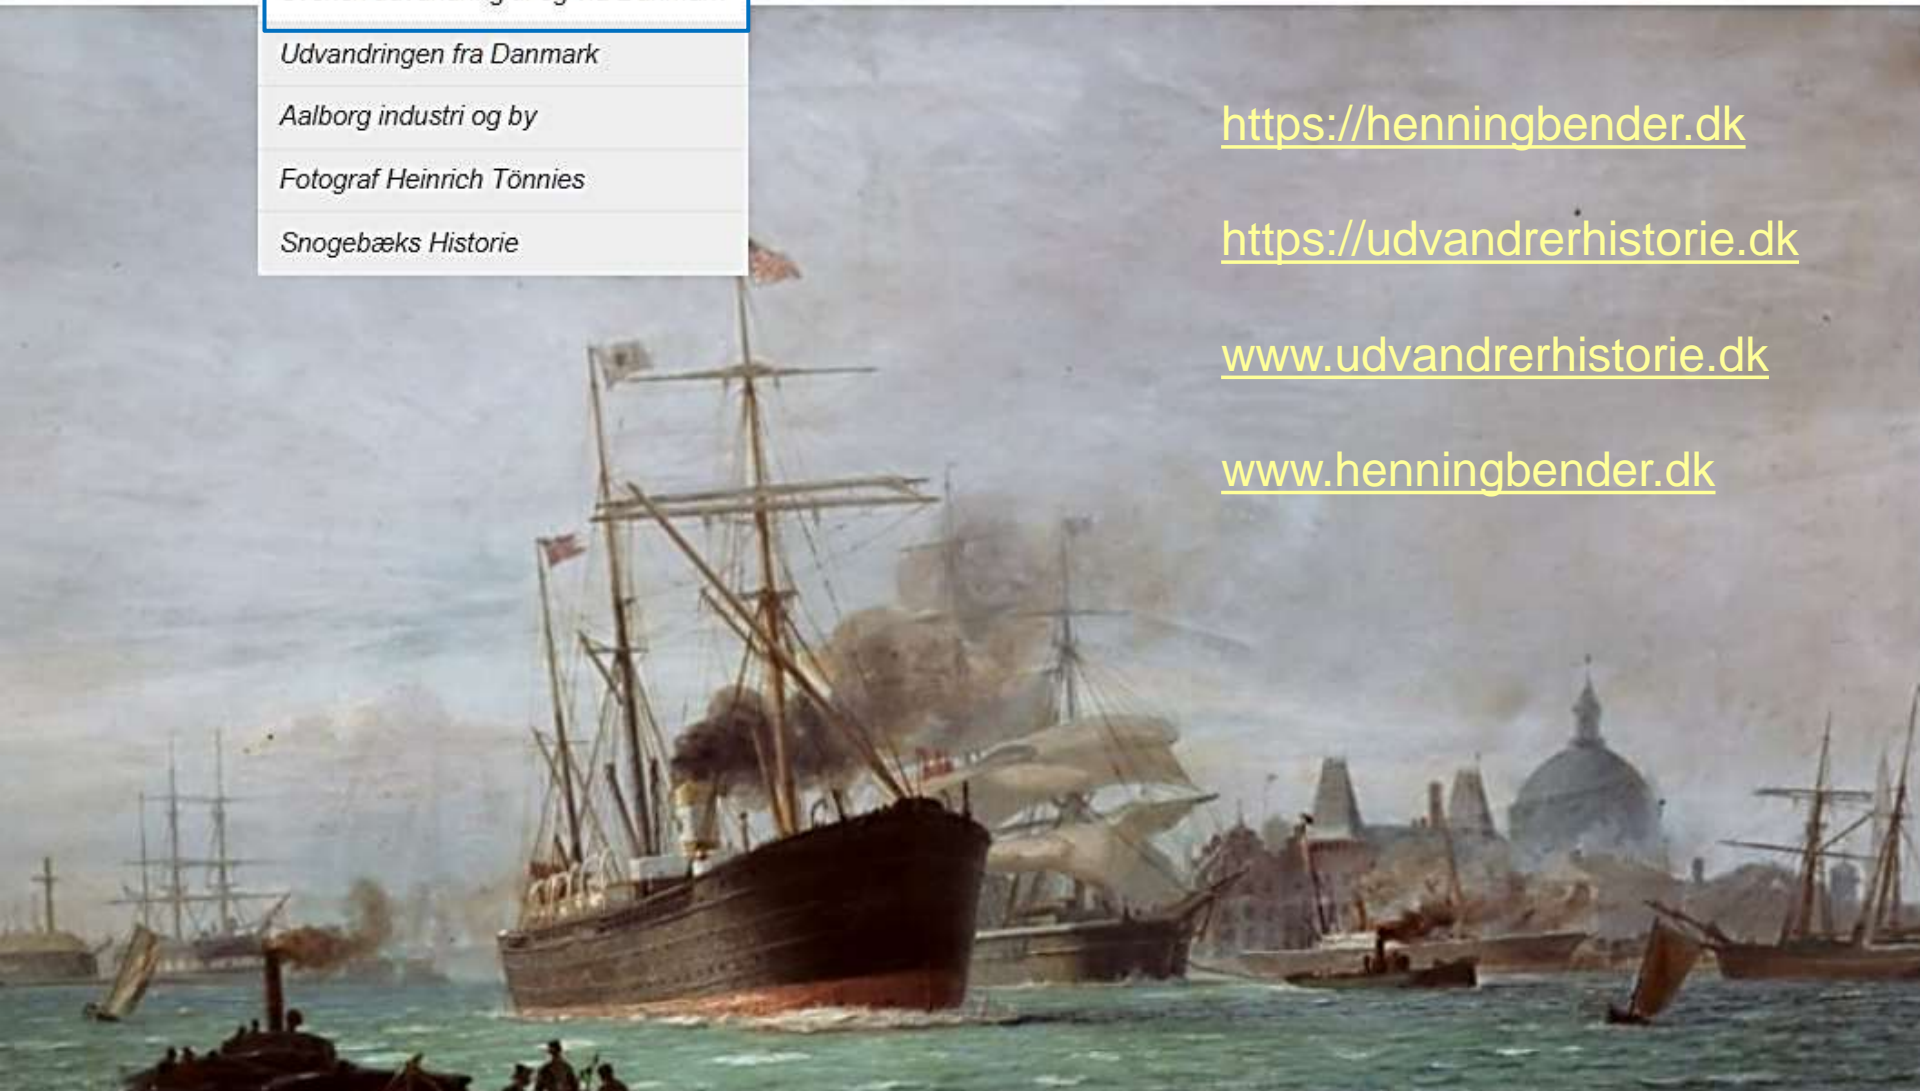 Udvandringen fra Danmark
Aalborg industri og by
Fotograf Heinrich Tönnies
Snogebæks Historie
https://henningbender.dk
https://udvandrerhistorie.dk
www.udvandrerhistorie.dk
www.henningbender.dk